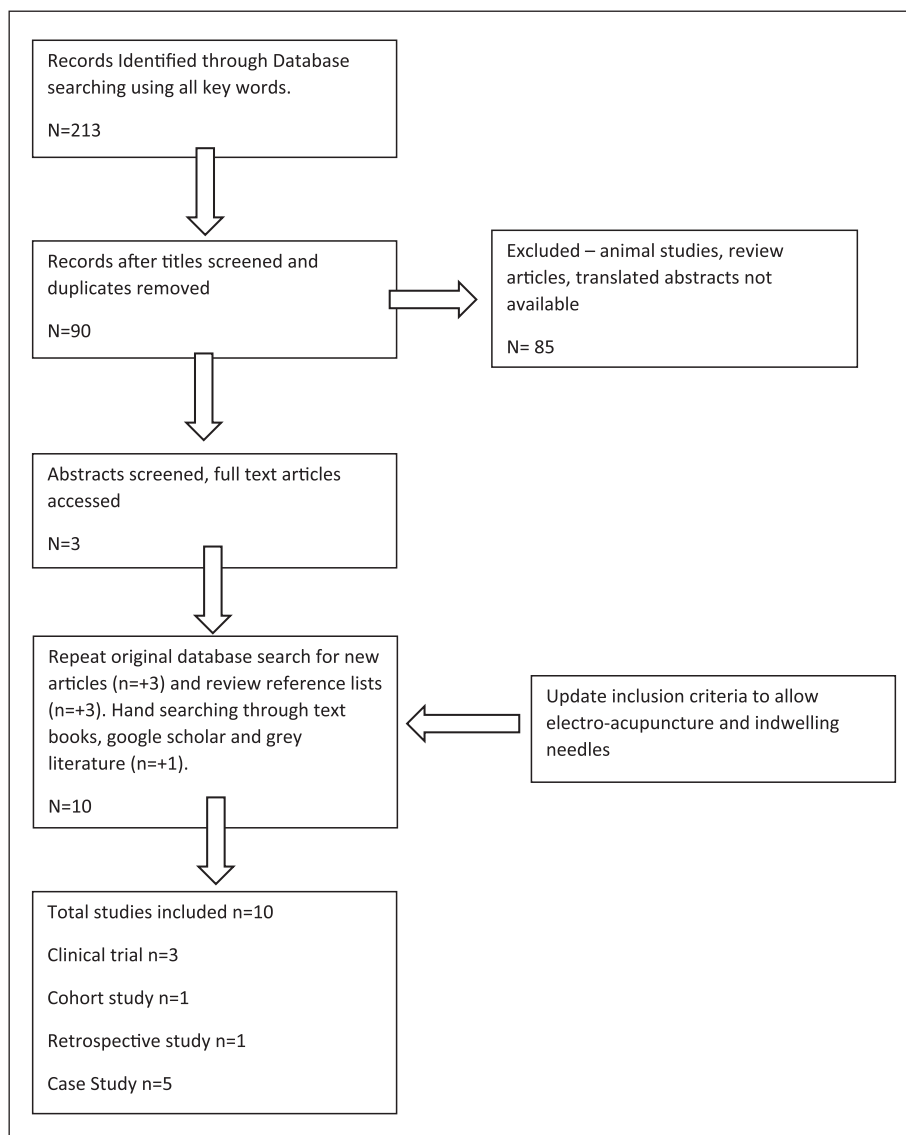 Records Identified through Database
searching using all key words.
N=213
Records after titles screened and
duplicates removed
N=90
Excluded – animal studies, review
articles, translated abstracts not
available
N= 85
Abstracts screened, full text articles
accessed
N=3
Repeat original database search for new
articles (n=+3) and review reference lists
(n=+3). Hand searching through text
books, google scholar and grey
literature (n=+1).
N=10
Update inclusion criteria to allow
electro-acupuncture and indwelling
needles
Total studies included n=10
Clinical trial n=3
Cohort study n=1
Retrospective study n=1
Case Study n=5